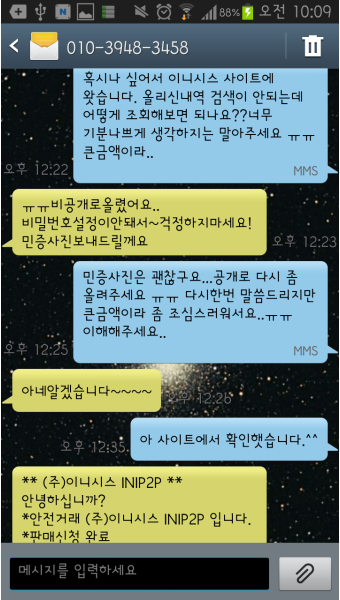 88% 오전 10:09
010-3948-3458
혹시나 싶어서 이니시스 사이트에
왓습니다. 올리신내역 검색이 안되는데
어떻게 조회해보면 되나요??너무
기분나쁘게 생각하지는 말아주세요 ㅠㅠ
큰금액이라..
오후 12:22
MMS
ㅠㅠ비공개로올렸어요..
비밀번호설정이안돼서~걱정하지마세요!
민증사진보내드릴께요
오후 12:23
민증사진은 괜찮구요...공개로 다시 좀
올려주세요 ㅠㅠ 다시한번 말씀드리지만
큰금액이라 좀 조심스러워서요..ㅠㅠ
이해해주세요..
오후 12:25
MMS
아네알겠습니다~~~~
오후 12:26
오후 12:35
아 사이트에서 확인햇습니다.^^
** (주)이니시스 INIP2P **
안녕하십니까?
*안전거래 (주)이니시스 INIP2P 입니다.
*판매신청 완료
메시지를 입력하세요